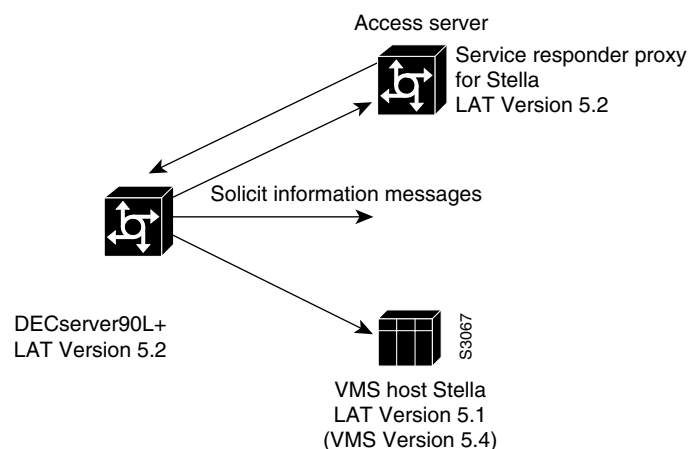 Access server
Service responder proxy
for Stella
LAT Version 5.2
Solicit information messages
DECserver90L+
LAT Version 5.2
S3067
VMS host Stella
LAT Version 5.1
(VMS Version 5.4)